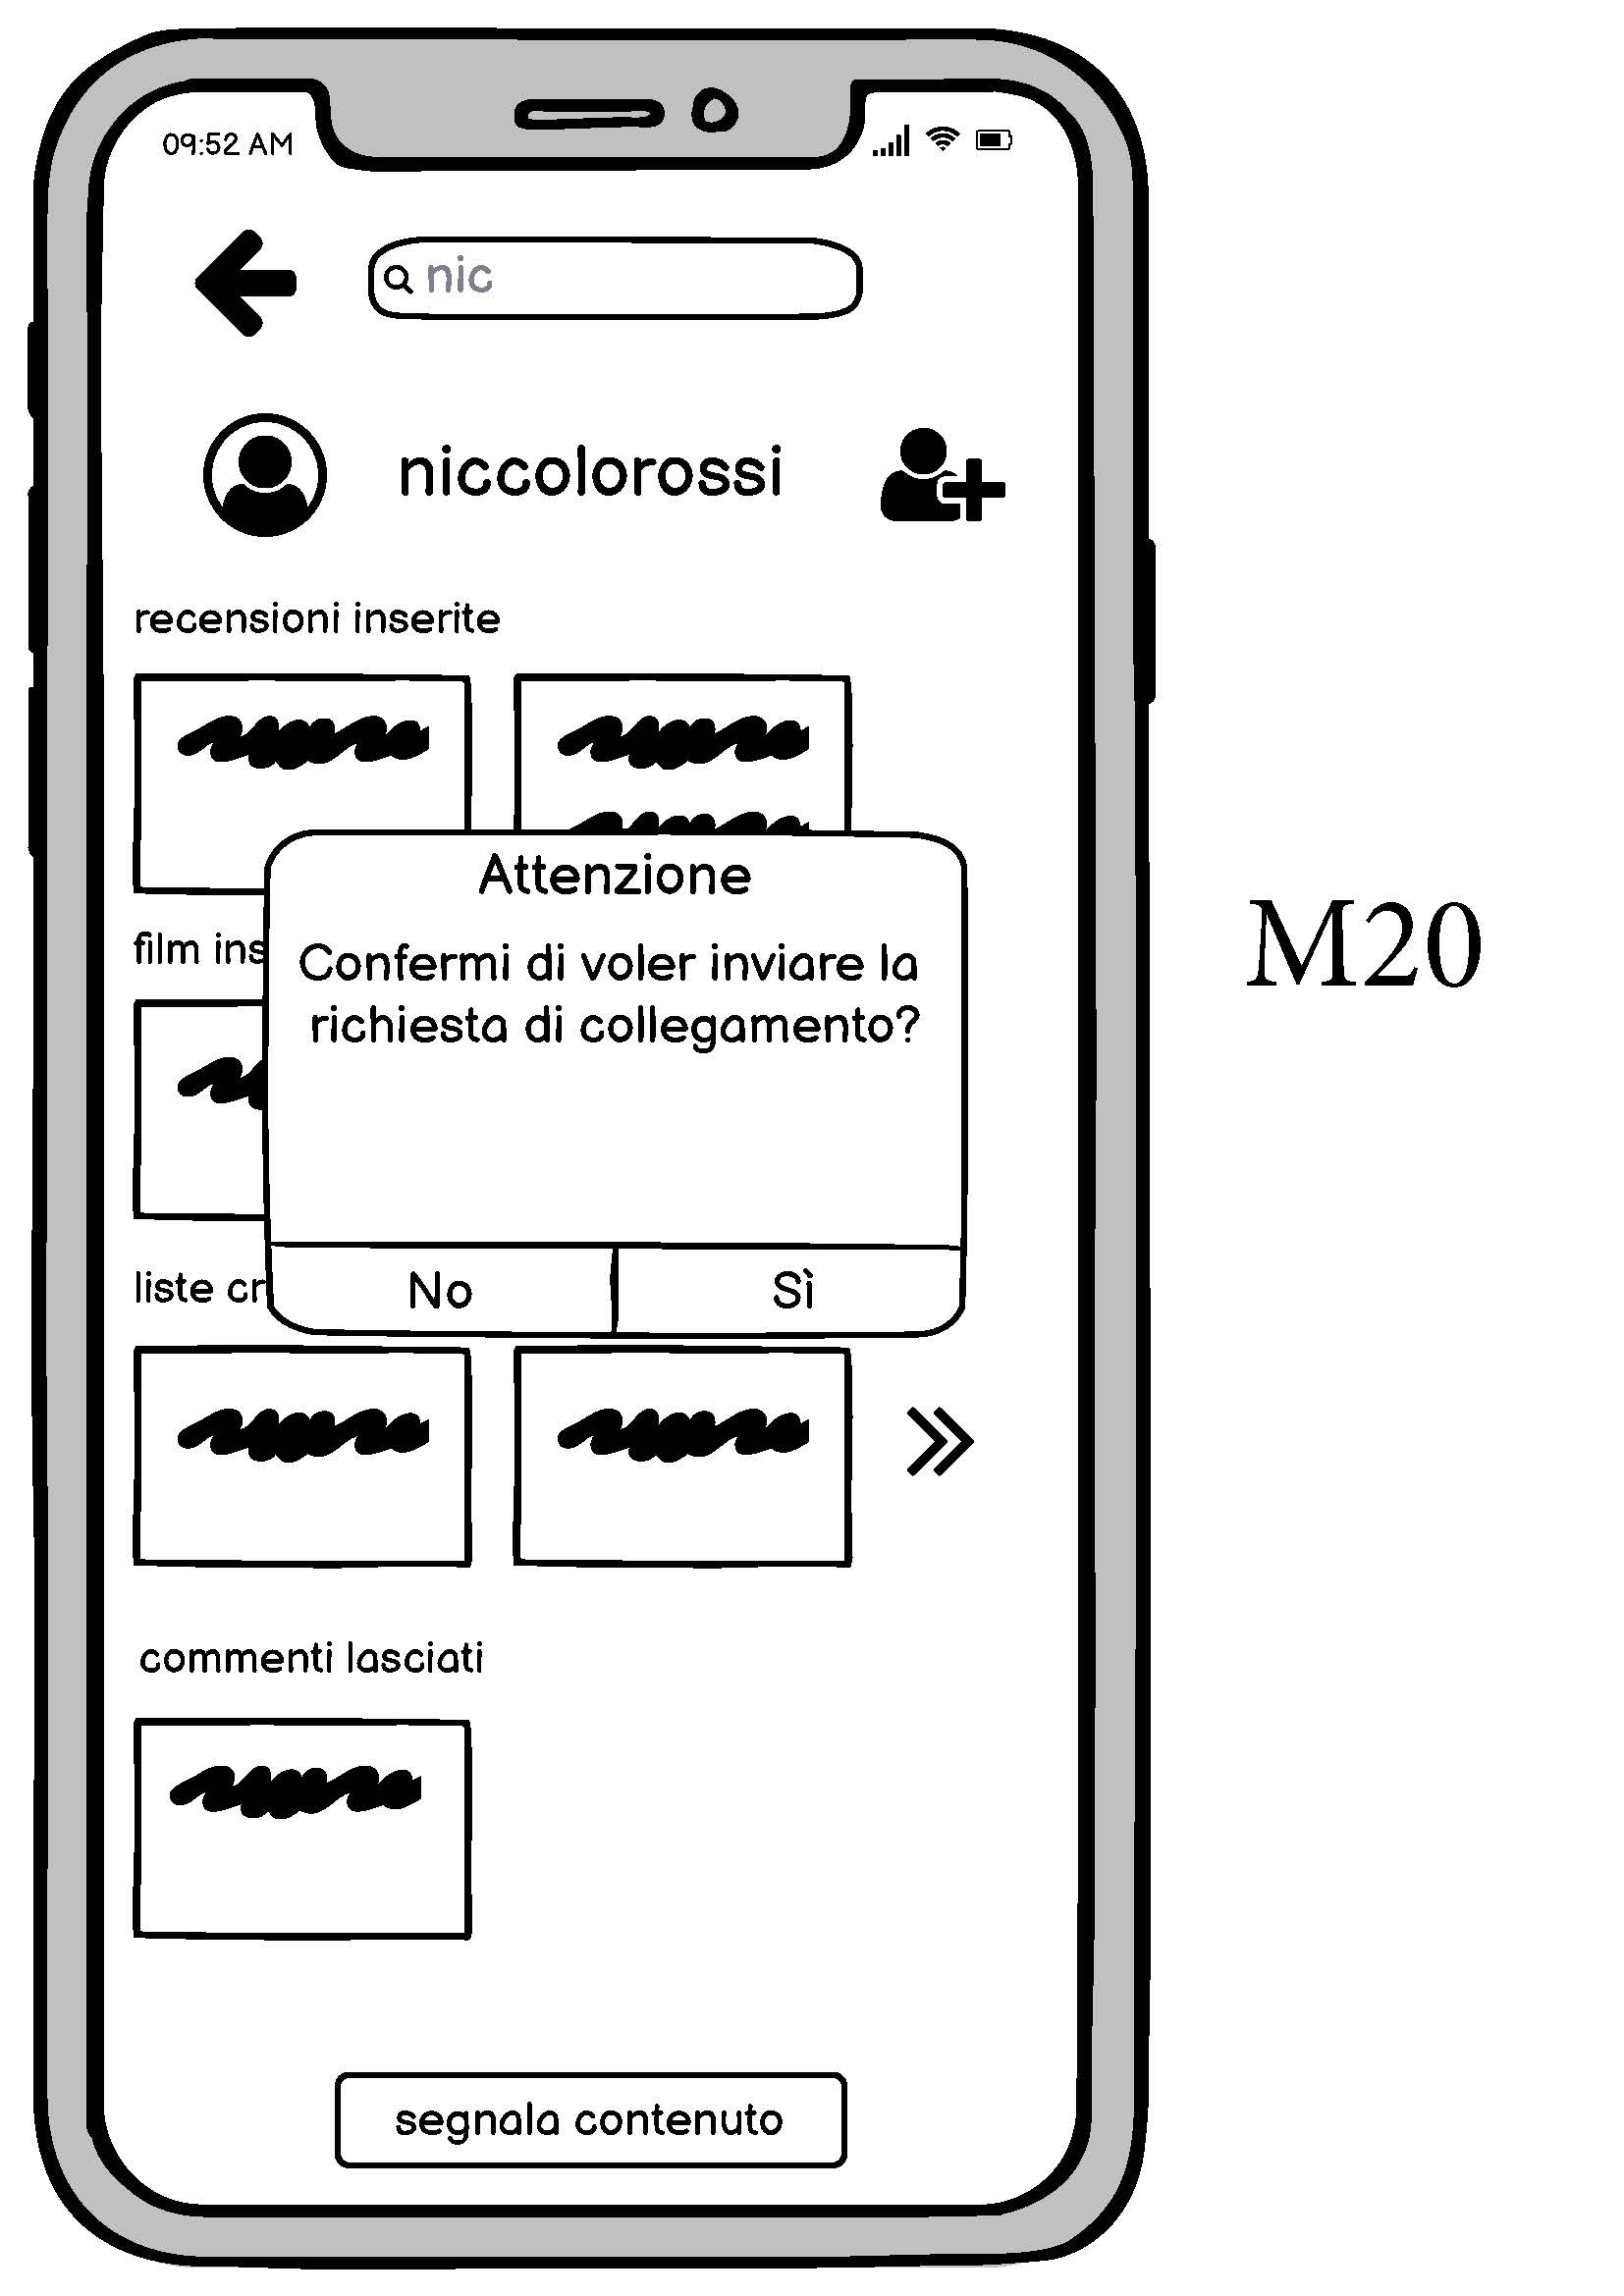 09:52 AM
nic
niccolorossi
recensioni inserite
Attenzione
film ins
Confermi di voler inviare la
richiesta di collegamento?
liste cr
No
Sì
commenti lasciati
segnala contenuto
M20